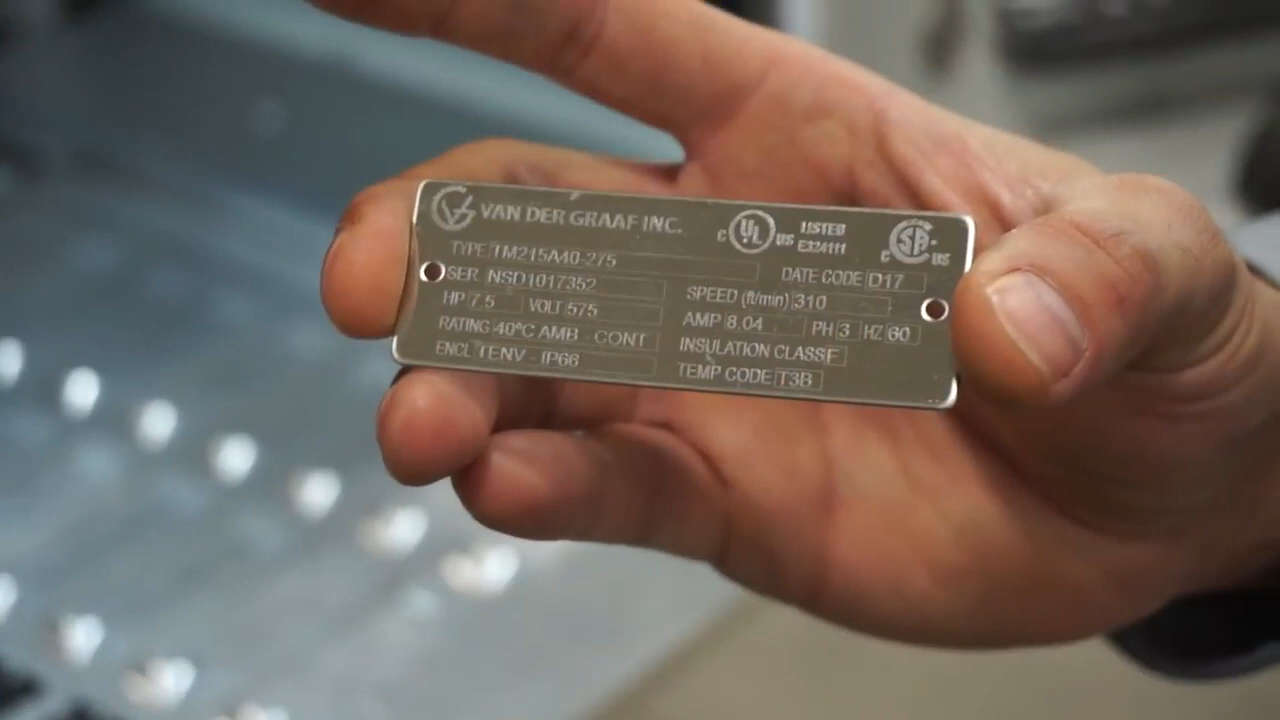 VAN DER GRAAF INC.
C UL US LISTED E324111
C SA US
TYPE TM215A40-275
DATE CODE D17
SER. NSD1017352
SPEED (ft/min) 310
HP 7.5 VOLT 575
AMP 8.04 PH 3 HZ 60
RATING 40ºC AMB - CONT
INSULATION CLASS F
ENCL TENV - IP66
TEMP CODE T3B